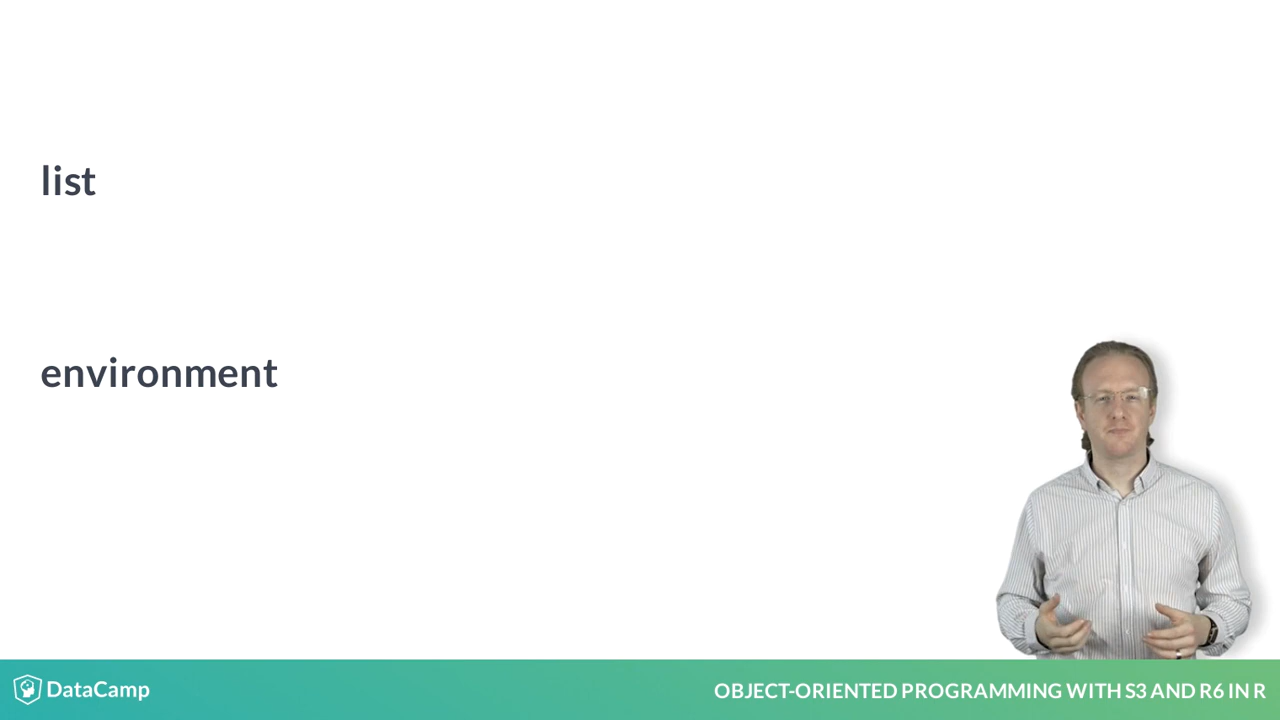 list
environment
DataCamp
OBJECT-ORIENTED PROGRAMMING WITH S3 AND R6 IN R